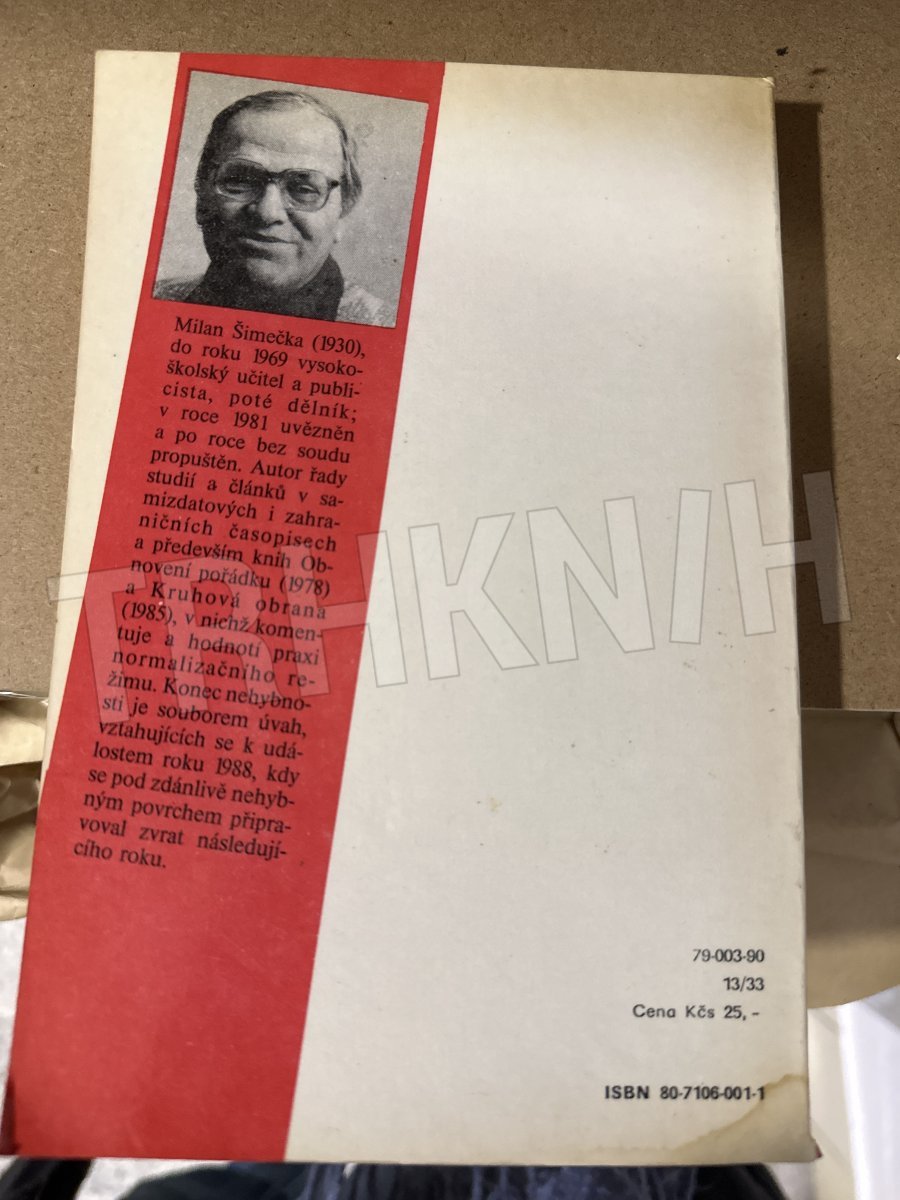 Milan Šimečka (1930),
do roku 1969 vysoko-
školský učitel a publi-
cista, poté dělník;
v roce 1981 uvězněn
a po roce bez soudu
propuštěn. Autor řady
studií a článků v sa-
mizdatových i zahra-
ničních časopisech
a především knih Ob-
novení pořádku (1978)
a Kruhová obrana
(1985), v nichž komen-
tuje a hodnotí praxi
normalizačního re-
žimu. Konec nehybno-
sti je souborem úvah,
vztahujících se k udá-
lostem roku 1988, kdy
se pod zdánlivě nehyb-
ným povrchem připra-
voval zvrat následují-
cího roku.
TRHKNIH
79-003-90
13/33
Cena Kčs 25,-
ISBN 80-7106-001-1